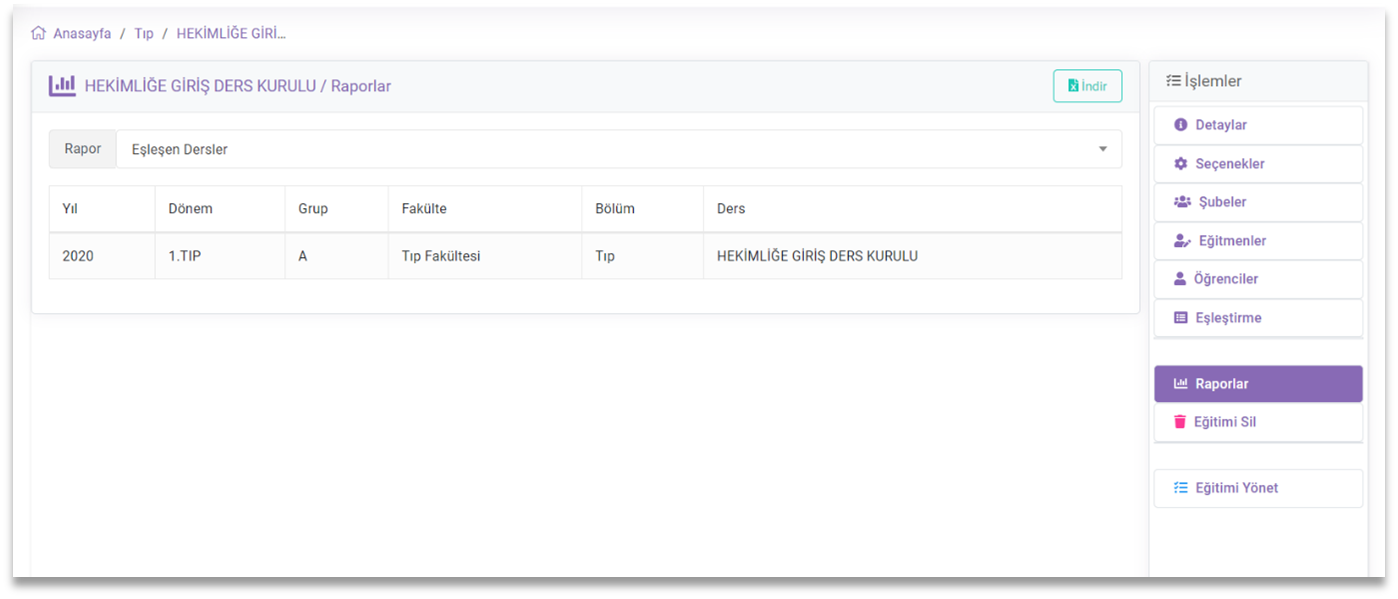 Anasayfa / Tıp / HEKİMLİĞE GİRİ...
HEKİMLİĞE GİRİŞ DERS KURULU / Raporlar
İndir
Rapor
Eşleşen Dersler
Yıl Dönem Grup Fakülte Bölüm Ders
2020 1.TIP A Tıp Fakültesi Tıp HEKİMLİĞE GİRİŞ DERS KURULU
İşlemler
Detaylar
Seçenekler
Şubeler
Eğitmenler
Öğrenciler
Eşleştirme
Raporlar
Eğitimi Sil
Eğitimi Yönet